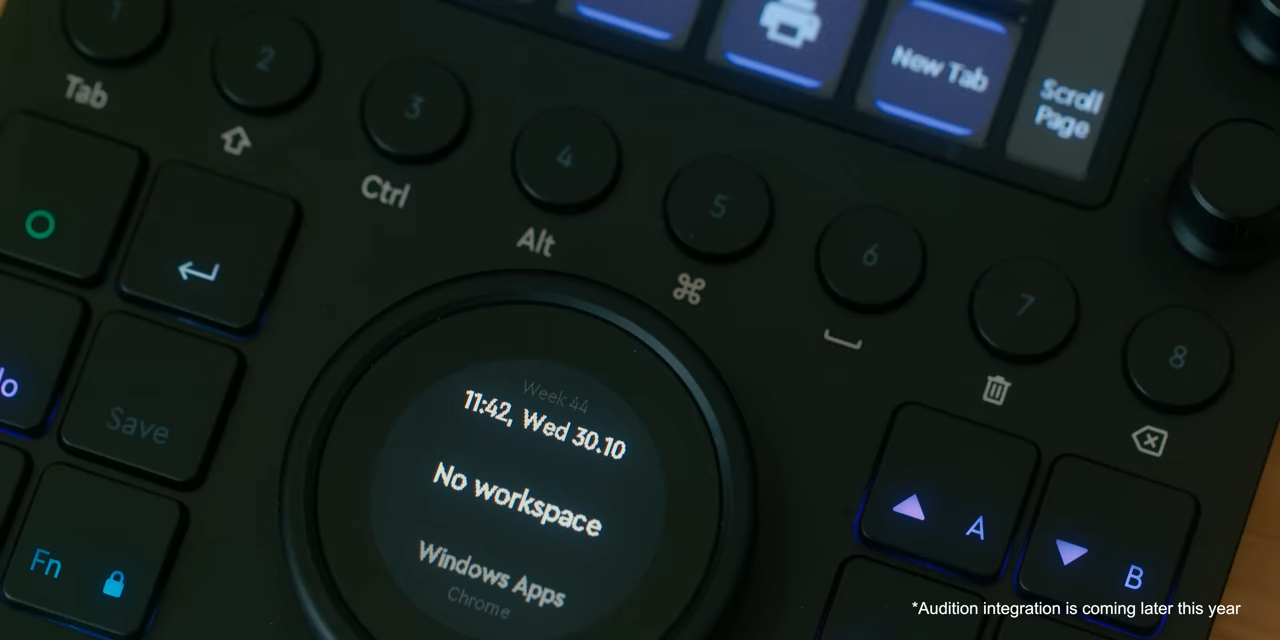 1
2
3
4
5
6
7
8
Tab
Ctrl
Alt
New Tab
Scroll
Page
Save
Fn
Week 44
11:42, Wed 30.10
No workspace
Windows Apps
Chrome
A
B
*Audition integration is coming later this year